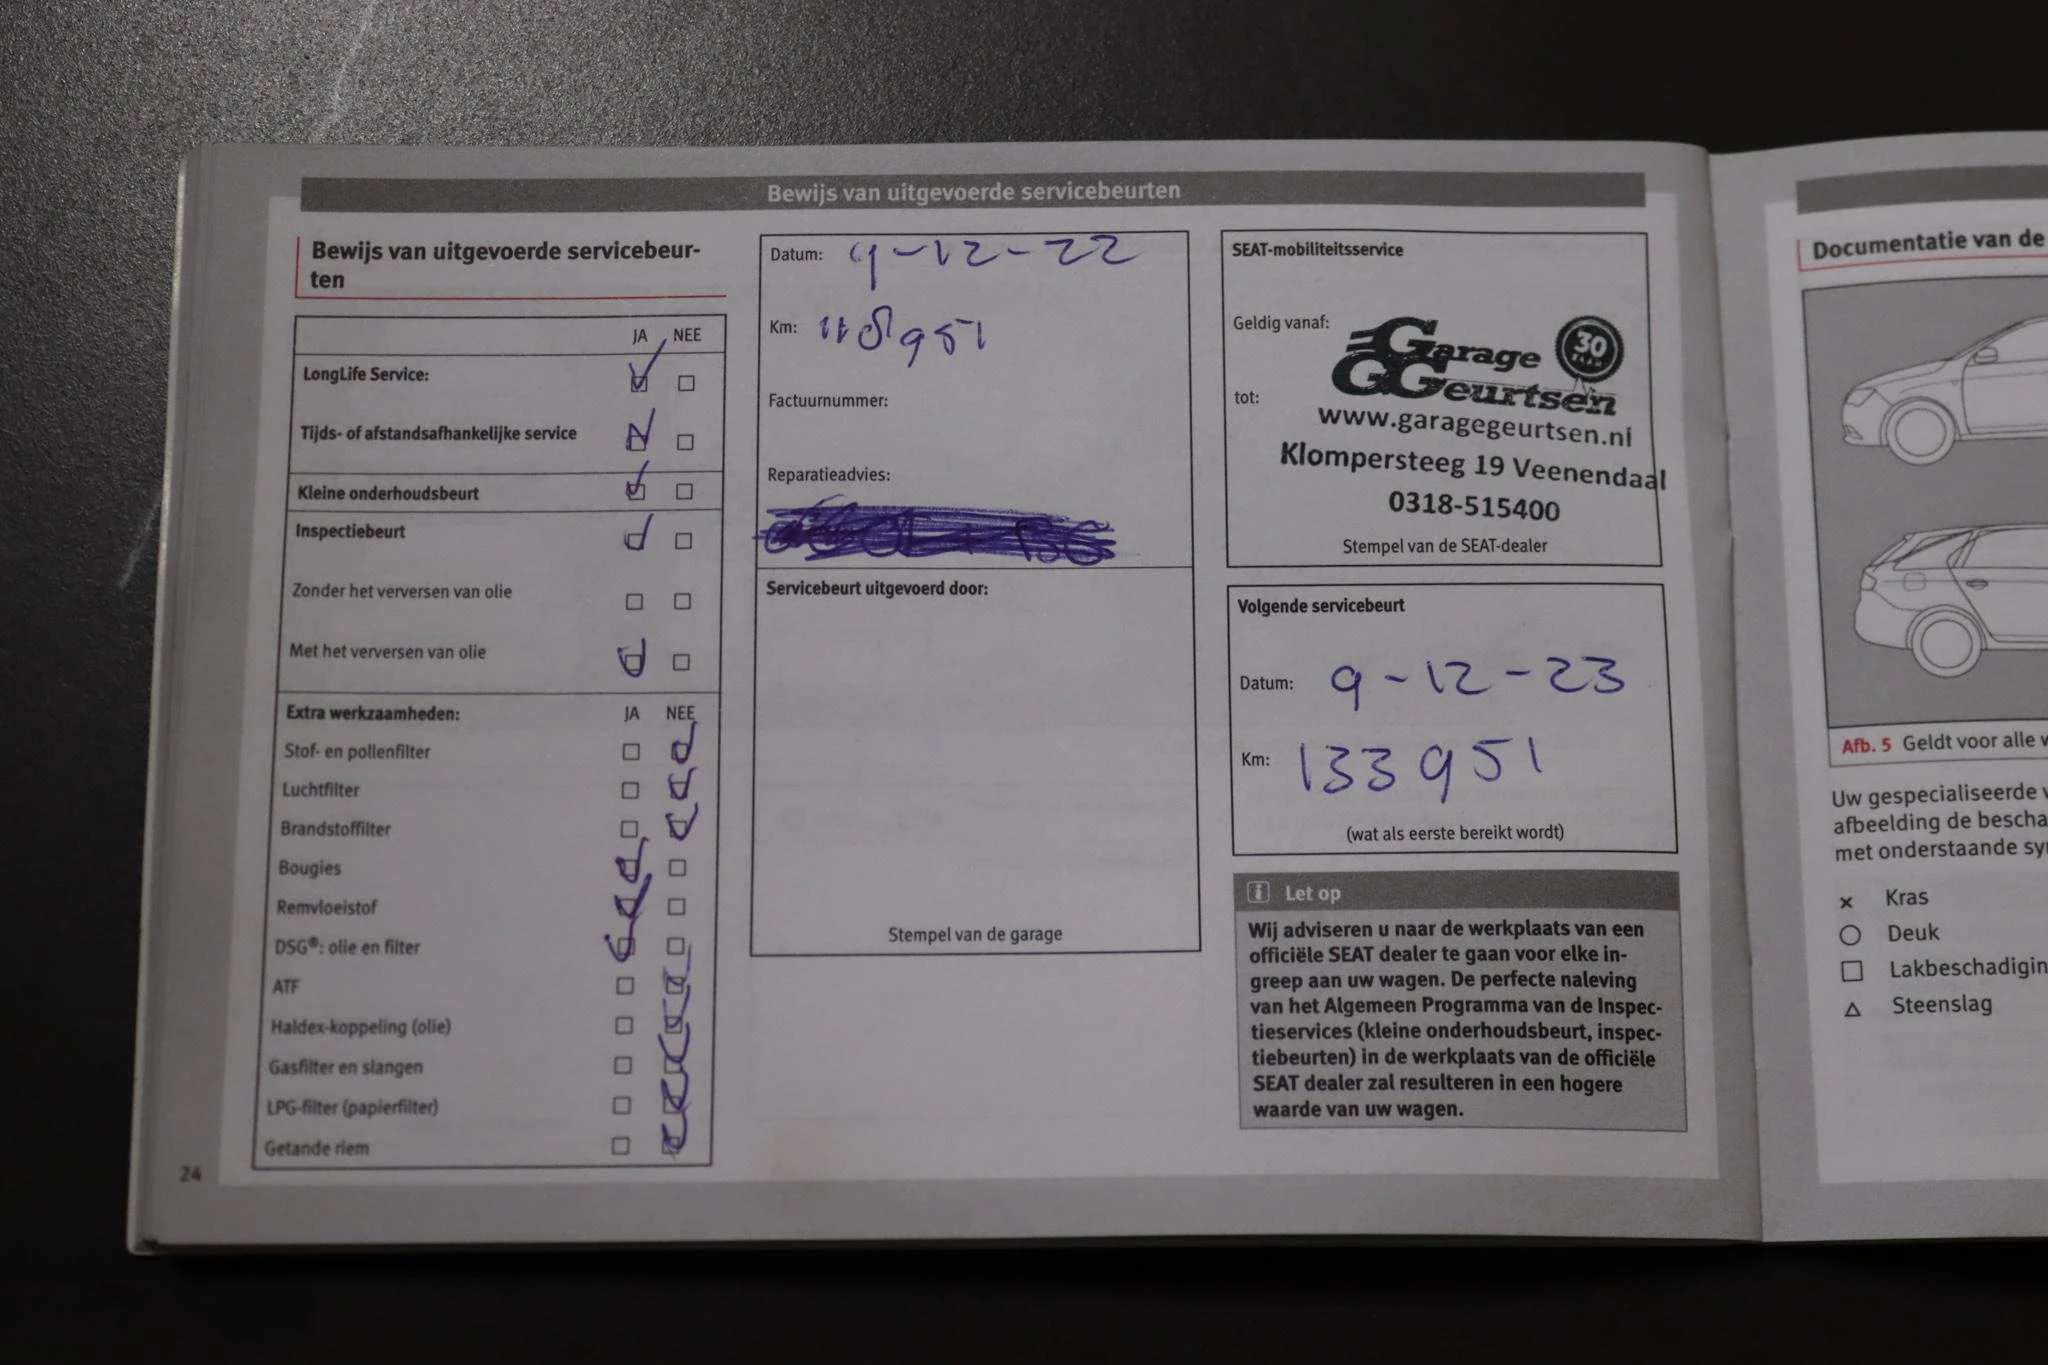 Bewijs van uitgevoerde servicebeurten
Bewijs van uitgevoerde servicebeur-
ten
JA NEE
LongLife Service:
Tijds- of afstandsafhankelijke service
Kleine onderhoudsbeurt
Inspectiebeurt
Zonder het verversen van olie
Met het verversen van olie
Extra werkzaamheden: JA NEE
Stof- en pollenfilter
Luchtfilter
Brandstoffilter
Bougies
Remvloeistof
DSG®: olie en filter
ATF
Haldex-koppeling (olie)
Gasfilter en slangen
LPG-filter (papierfilter)
Getande riem
24
Datum: 9-12-22
Km: 118951
Factuurnummer:
Reparatieadvies:
Servicebeurt uitgevoerd door:
Stempel van de garage
SEAT-mobiliteitsservice
Geldig vanaf:
tot:
Garage
Geurtsen
30
JAAR
www.garagegeurtsen.nl
Klompersteeg 19 Veenendaal
0318-515400
Stempel van de SEAT-dealer
Volgende servicebeurt
Datum: 9-12-23
Km: 133951
(wat als eerste bereikt wordt)
i Let op
Wij adviseren u naar de werkplaats van een
officiële SEAT dealer te gaan voor elke in-
greep aan uw wagen. De perfecte naleving
van het Algemeen Programma van de Inspec-
tieservices (kleine onderhoudsbeurt, inspec-
tiebeurten) in de werkplaats van de officiële
SEAT dealer zal resulteren in een hogere
waarde van uw wagen.
Documentatie van de
Afb. 5 Geldt voor alle
Uw gespecialiseerde
afbeelding de bescha
met onderstaande
Kras
Deuk
Lakbeschadigin
Steenslag